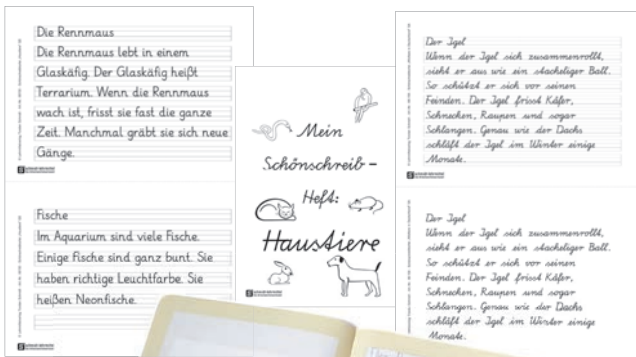 Die Rennmaus
Die Rennmaus lebt in einem
Glaskäfig. Der Glaskäfig heißt
Terrarium. Wenn die Rennmaus
wach ist, frisst sie fast die ganze
Zeit. Manchmal gräbt sie sich neue
Gänge.
Fische
Im Aquarium sind viele Fische.
Einige Fische sind ganz bunt. Sie
haben richtige Leuchtfarbe. Sie
heißen Neonfische.
Mein
Schönschreib-
Heft:
Haustiere
Der Igel
Wenn der Igel sich zusammenrollt,
sieht er aus wie ein stacheliger Ball.
So schützt er sich vor seinen
Feinden. Der Igel frisst Käfer,
Schnecken, Raupen und sogar
Schlangen. Genau wie der Dachs
schläft der Igel im Winter einige
Monate.
Der Igel
Wenn der Igel sich zusammenrollt,
sieht er aus wie ein stacheliger Ball.
So schützt er sich vor seinen
Feinden. Der Igel frisst Käfer,
Schnecken, Raupen und sogar
Schlangen. Genau wie der Dachs
schläft der Igel im Winter einige
Monate.